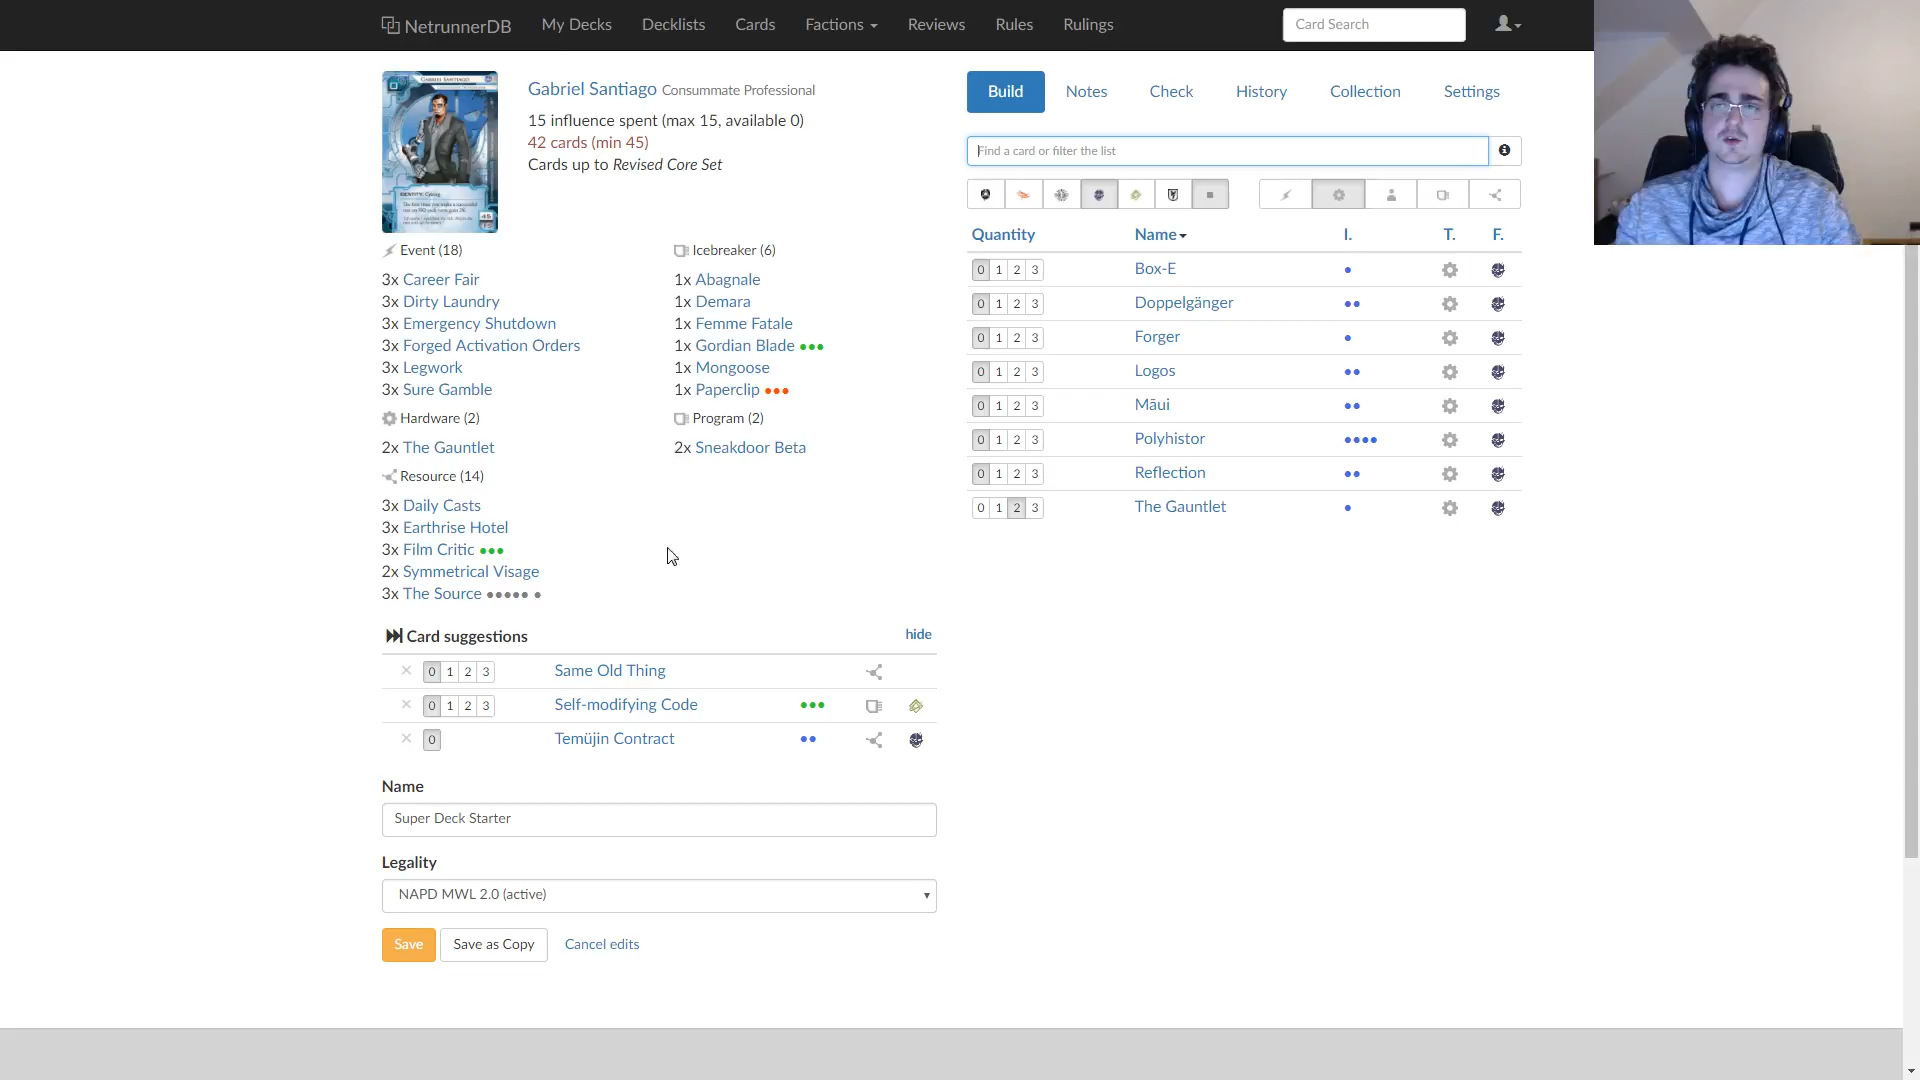 NetrunnerDB My Decks Decklists Cards Factions Reviews Rules Rulings Card Search
Gabriel Santiago Consummate Professional
15 influence spent (max 15, available 0)
42 cards (min 45)
Cards up to Revised Core Set
Event (18)
3x Career Fair
3x Dirty Laundry
3x Emergency Shutdown
3x Forged Activation Orders
3x Legwork
3x Sure Gamble
Hardware (2)
2x The Gauntlet
Resource (14)
3x Daily Casts
3x Earthrise Hotel
3x Film Critic
2x Symmetrical Visage
3x The Source
Icebreaker (6)
1x Abagnale
1x Demara
1x Femme Fatale
1x Gordian Blade
1x Mongoose
1x Paperclip
Program (2)
2x Sneakdoor Beta
Card suggestions hide
0 1 2 3 Same Old Thing
0 1 2 3 Self-modifying Code
0 Temüjin Contract
Name
Super Deck Starter
Legality
NAPD MWL 2.0 (active)
Save Save as Copy Cancel edits
Build Notes Check History Collection Settings
Find a card or filter the list
Quantity Name I. T. F.
0 1 2 3 Box-E
0 1 2 3 Doppelgänger
0 1 2 3 Forger
0 1 2 3 Logos
0 1 2 3 Māui
0 1 2 3 Polyhistor
0 1 2 3 Reflection
0 1 2 3 The Gauntlet